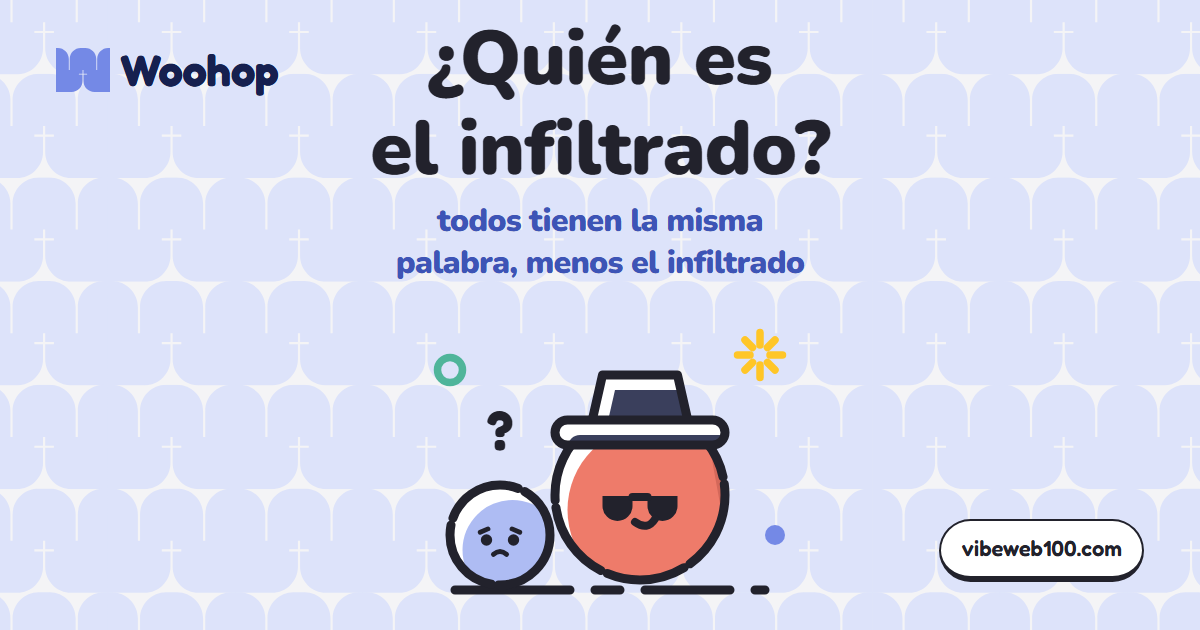 Woohop
¿Quién es
el infiltrado?
todos tienen la misma
palabra, menos el infiltrado
?
vibeweb100.com